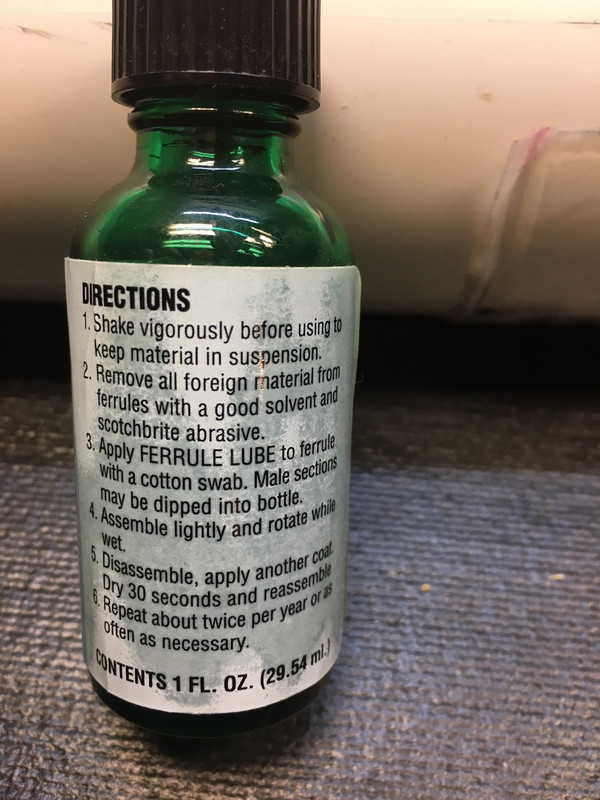 DIRECTIONS
1. Shake vigorously before using to
keep material in suspension.
2. Remove all foreign material from
ferrules with a good solvent and
scotchbrite abrasive.
3. Apply FERRULE LUBE to ferrule
with a cotton swab. Male sections
may be dipped into bottle.
4. Assemble lightly and rotate while
wet.
5. Disassemble, apply another coat.
Dry 30 seconds and reassemble
6. Repeat about twice per year or as
often as necessary.
CONTENTS 1 FL. OZ. (29.54 ml.)